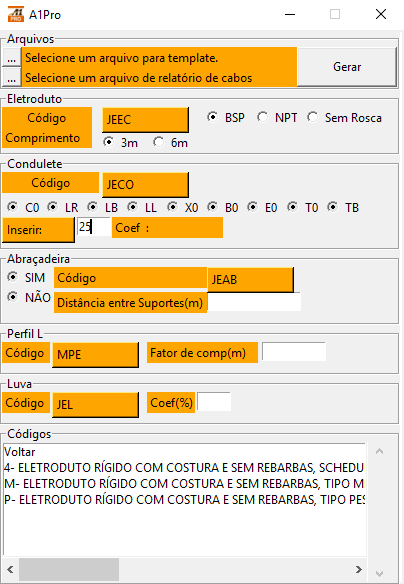 A1
PRO
A1Pro
Arquivos
... Selecione um arquivo para template.
... Selecione um arquivo de relatório de cabos
Gerar
Eletroduto
Código JEEC BSP NPT Sem Rosca
Comprimento 3m 6m
Condulete
Código JECO
C0 LR LB LL X0 B0 E0 T0 TB
Inserir: 25 Coef :
Abraçadeira
SIM Código JEAB
NÃO Distância entre Suportes(m)
Perfil L
Código MPE Fator de comp(m)
Luva
Código JEL Coef(%)
Códigos
Voltar
4- ELETRODUTO RÍGIDO COM COSTURA E SEM REBARBAS, SCHEDU
M- ELETRODUTO RÍGIDO COM COSTURA E SEM REBARBAS, TIPO M
P- ELETRODUTO RÍGIDO COM COSTURA E SEM REBARBAS, TIPO PES